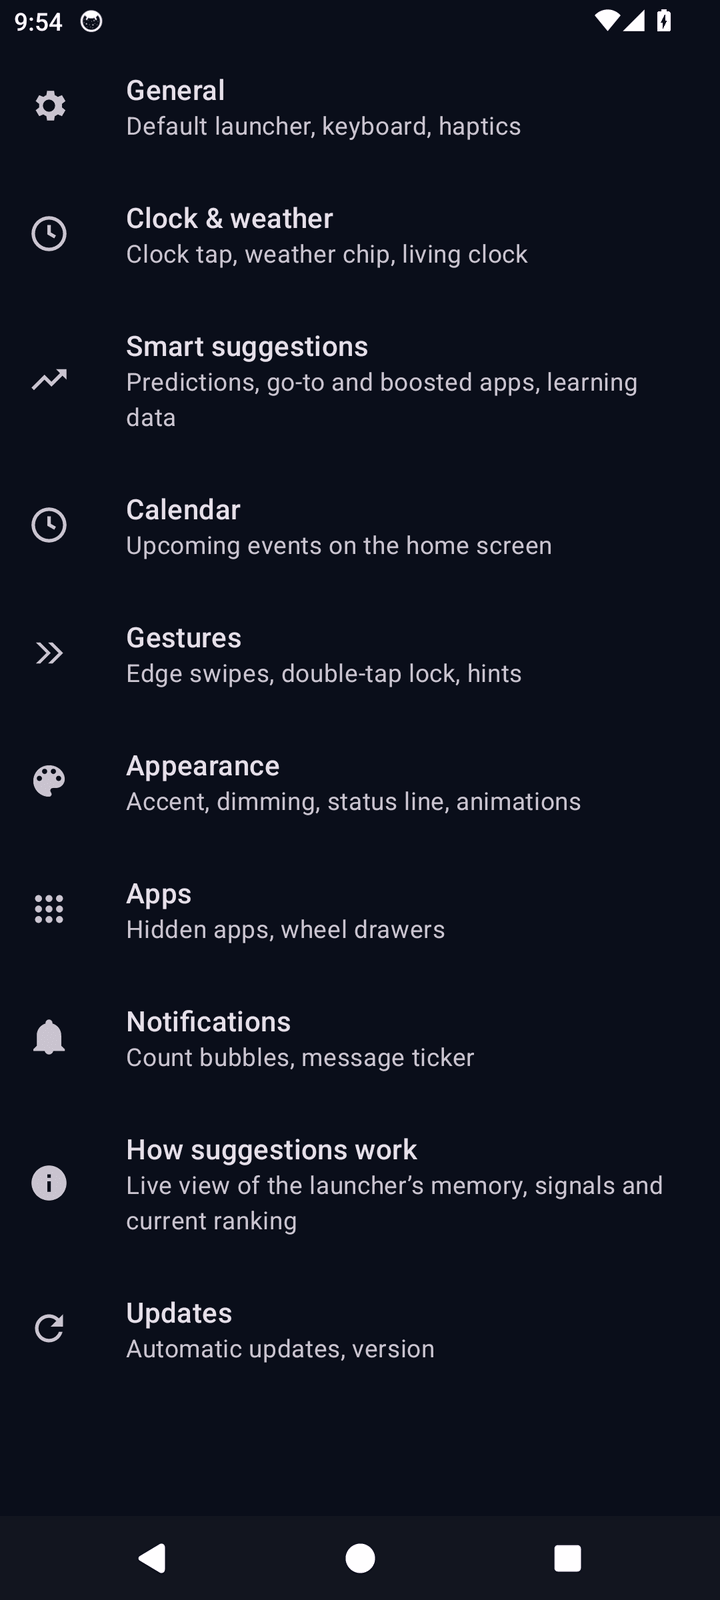 9:54
General
Default launcher, keyboard, haptics
Clock & weather
Clock tap, weather chip, living clock
Smart suggestions
Predictions, go-to and boosted apps, learning
data
Calendar
Upcoming events on the home screen
Gestures
Edge swipes, double-tap lock, hints
Appearance
Accent, dimming, status line, animations
Apps
Hidden apps, wheel drawers
Notifications
Count bubbles, message ticker
How suggestions work
Live view of the launcher’s memory, signals and
current ranking
Updates
Automatic updates, version